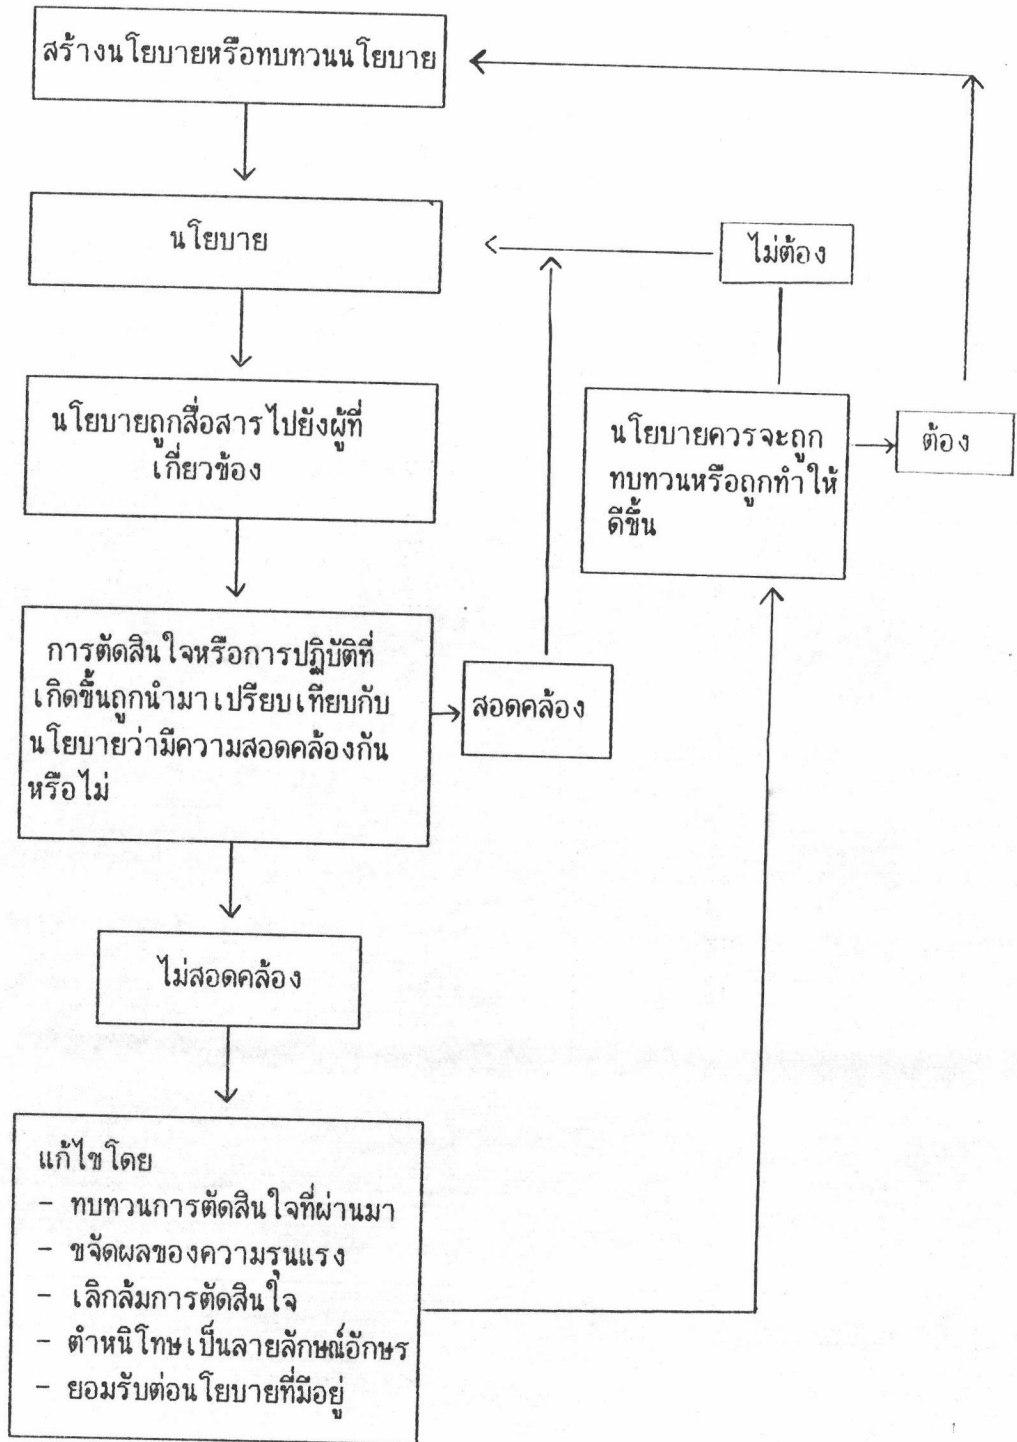 สร้างนโยบายหรือทบทวนนโยบาย
นโยบาย
ไม่ต้อง
นโยบายถูกสื่อสารไปยังผู้ที่
เกี่ยวข้อง
นโยบายควรจะถูก
ทบทวนหรือถูกทำให้
ดีขึ้น
ต้อง
การตัดสินใจหรือการปฏิบัติที่
เกิดขึ้นถูกนำมาเปรียบเทียบกับ
นโยบายว่ามีความสอดคล้องกัน
หรือไม่
สอดคล้อง
ไม่สอดคล้อง
แก้ไขโดย
- ทบทวนการตัดสินใจที่ผ่านมา
- ขจัดผลของความรุนแรง
- เลิกล้มการตัดสินใจ
- ตำหนิโทษเป็นลายลักษณ์อักษร
- ยอมรับต่อนโยบายที่มีอยู่